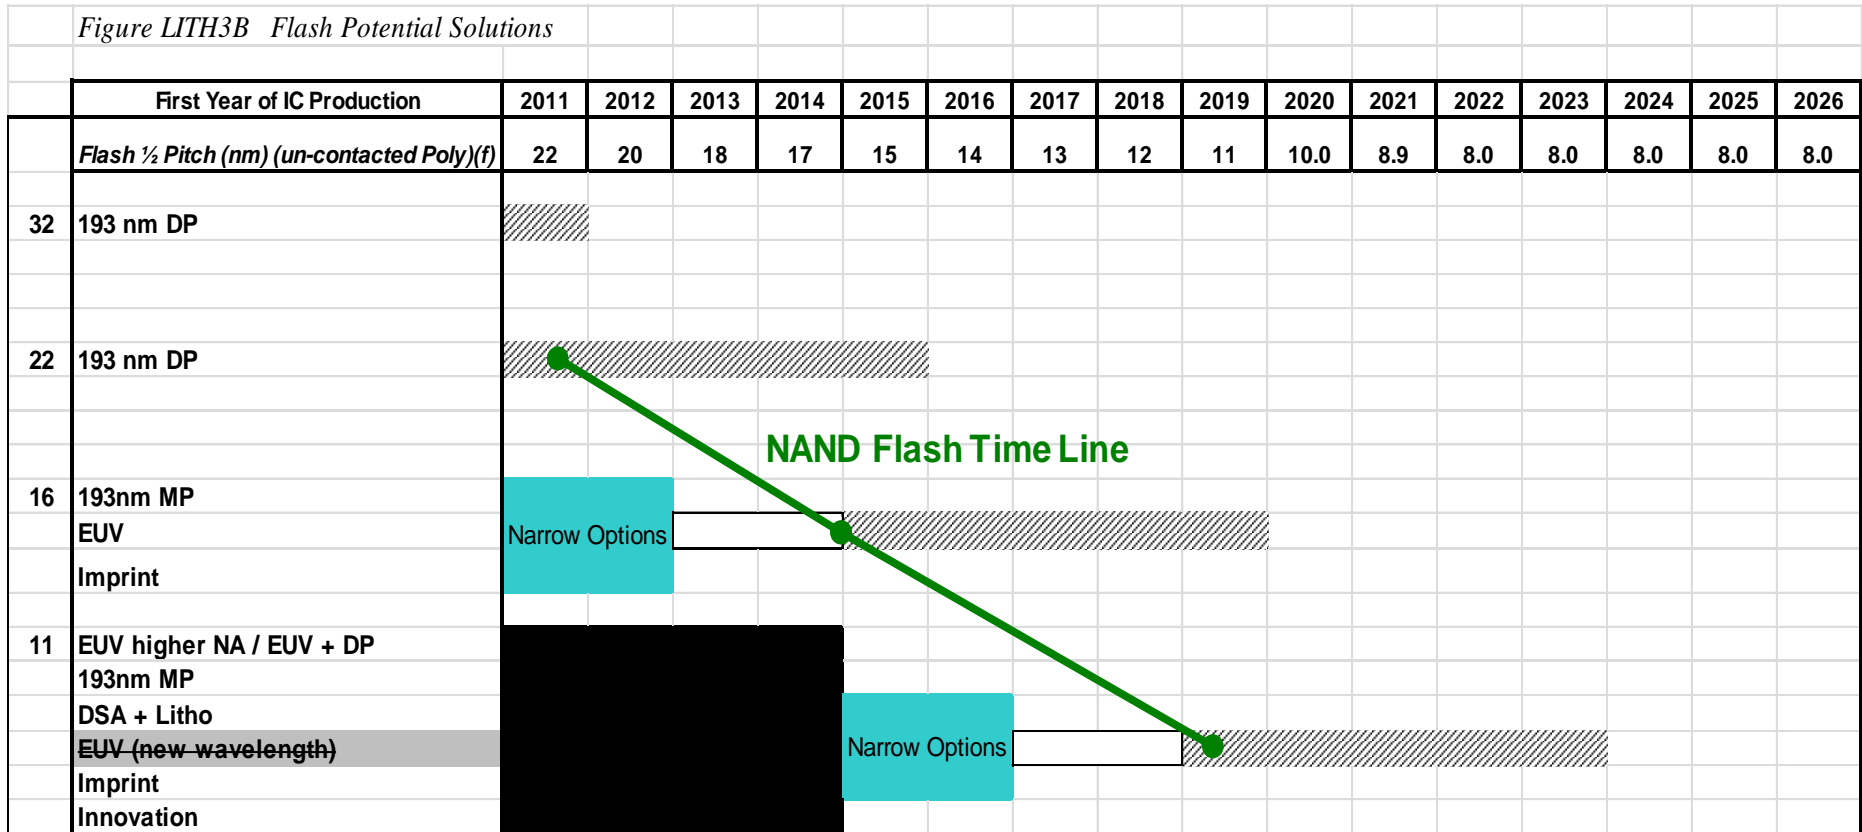 Figure LITH3B Flash Potential Solutions
First Year of IC Production 2011 2012 2013 2014 2015 2016 2017 2018 2019 2020 2021 2022 2023 2024 2025 2026
Flash ½ Pitch (nm) (un-contacted Poly)(f) 22 20 18 17 15 14 13 12 11 10.0 8.9 8.0 8.0 8.0 8.0 8.0
32 193 nm DP
22 193 nm DP
NAND Flash Time Line
16 193nm MP
EUV
Narrow Options
Imprint
11 EUV higher NA / EUV + DP
193nm MP
DSA + Litho
EUV (new wavelength)
Narrow Options
Imprint
Innovation